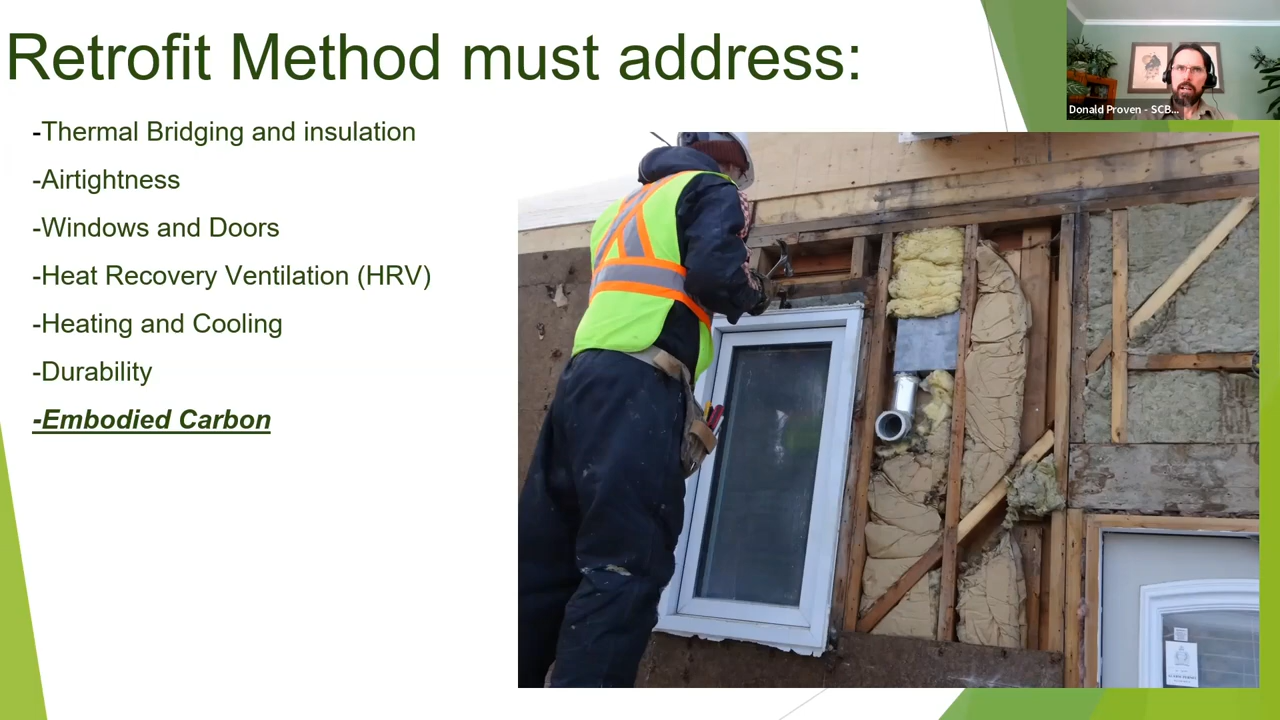 Retrofit Method must address:
-Thermal Bridging and insulation
-Airtightness
-Windows and Doors
-Heat Recovery Ventilation (HRV)
-Heating and Cooling
-Durability
-Embodied Carbon
Donald Proven - SCB...